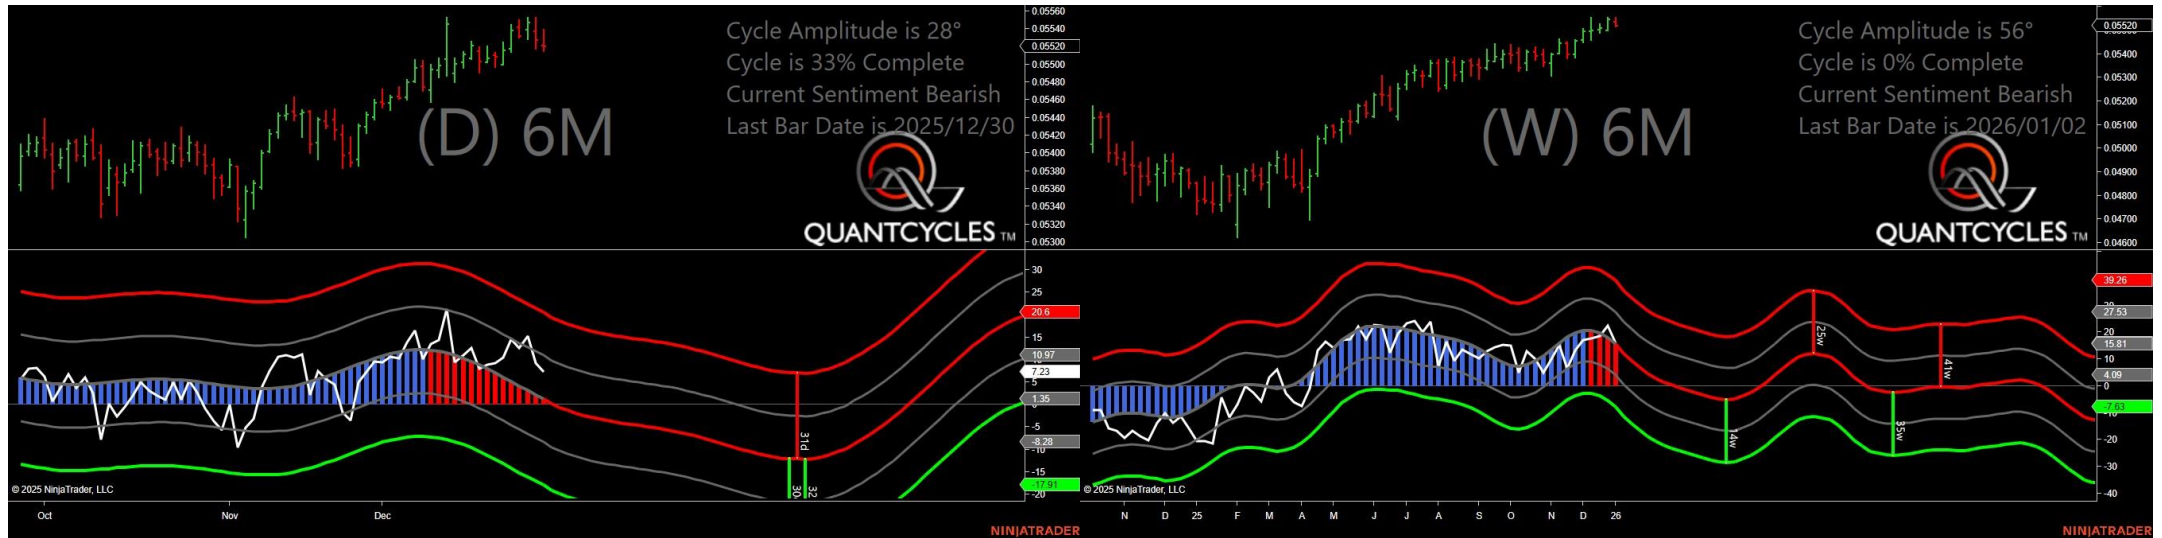 Cycle Amplitude is 28°
Cycle is 33% Complete
Current Sentiment Bearish
Last Bar Date is 2025/12/30
(D) 6M
QUANTCYCLES TM
0.05560
0.05540
0.05520
0.05500
0.05480
0.05460
0.05440
0.05420
0.05400
0.05380
0.05360
0.05340
0.05320
0.05300
30
25
20.6
15
10.97
7.23
5
1.35
-5
-8.28
-10
-15
-17.91
-20
31d
30
32
© 2025 NinjaTrader, LLC
Oct
Nov
Dec
NINJATRADER
Cycle Amplitude is 56°
Cycle is 0% Complete
Current Sentiment Bearish
Last Bar Date is 2026/01/02
(W) 6M
QUANTCYCLES TM
0.05520
0.05400
0.05300
0.05200
0.05100
0.05000
0.04900
0.04800
0.04700
0.04600
39.26
27.53
20
15.81
10
4.09
0
-7.63
-10
-20
-30
-40
25w
41w
14w
35w
© 2025 NinjaTrader, LLC
N D 25 F M A M J J A S O N D 26
NINJATRADER